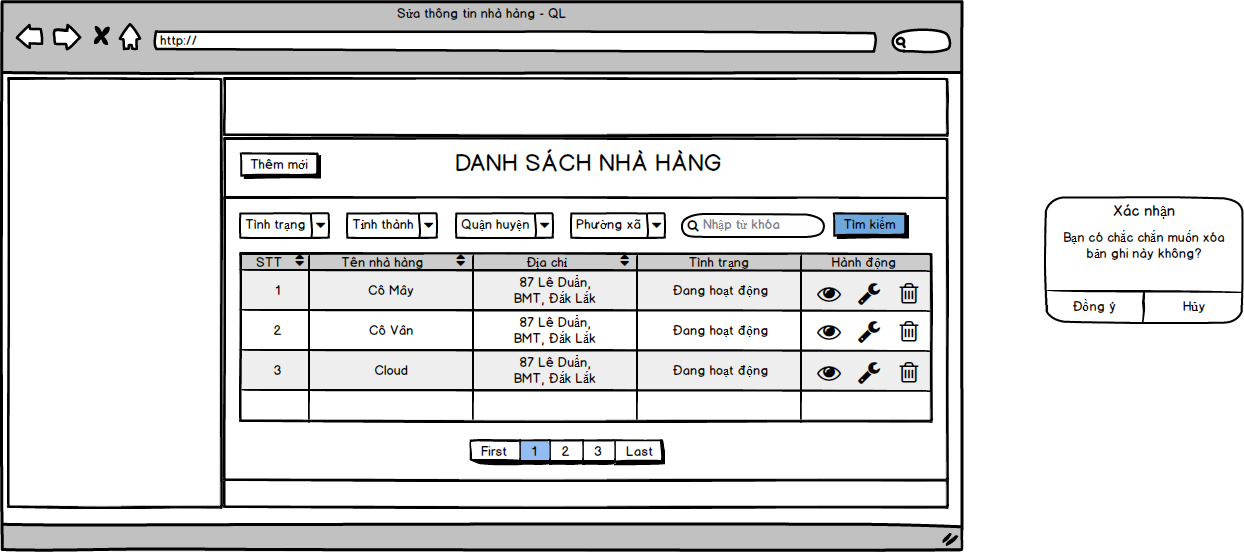 Sửa thông tin nhà hàng - QL
http://
Thêm mới
DANH SÁCH NHÀ HÀNG
Tình trạng
Tỉnh thành
Quận huyện
Phường xã
Nhập từ khóa
Tìm kiếm
STT Tên nhà hàng Địa chỉ Tình trạng Hành động
1 Cô Mây 87 Lê Duẩn, BMT, Đắk Lắk Đang hoạt động
2 Cô Vân 87 Lê Duẩn, BMT, Đắk Lắk Đang hoạt động
3 Cloud 87 Lê Duẩn, BMT, Đắk Lắk Đang hoạt động
First 1 2 3 Last
Xác nhận
Bạn có chắc chắn muốn xóa
bản ghi này không?
Đồng ý Hủy